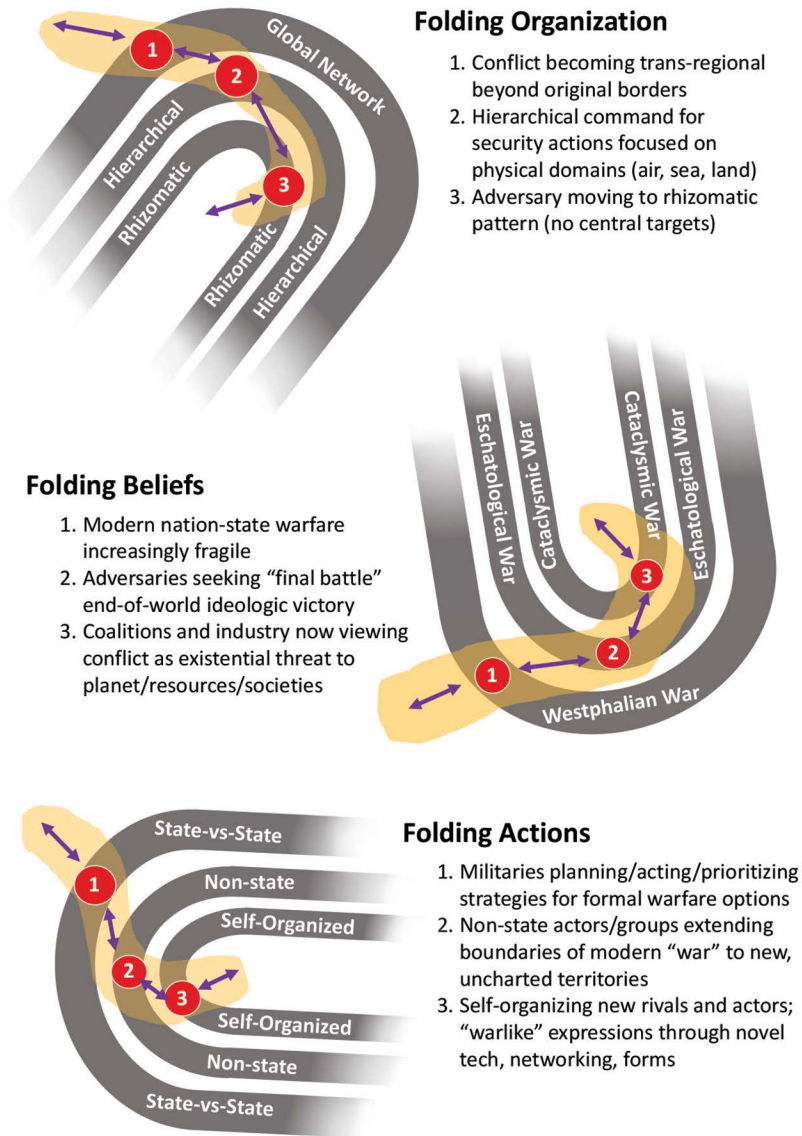 Folding Organization
1. Conflict becoming trans-regional
beyond original borders
2. Hierarchical command for
security actions focused on
physical domains (air, sea, land)
3. Adversary moving to rhizomatic
pattern (no central targets)
Global Network
Hierarchical
Rhizomatic
Rhizomatic
Hierarchical
1
2
3
Folding Beliefs
1. Modern nation-state warfare
increasingly fragile
2. Adversaries seeking “final battle”
end-of-world ideologic victory
3. Coalitions and industry now viewing
conflict as existential threat to
planet/resources/societies
Eschatological War
Cataclysmic War
Cataclysmic War
Eschatological War
Westphalian War
1
2
3
Folding Actions
1. Militaries planning/acting/prioritizing
strategies for formal warfare options
2. Non-state actors/groups extending
boundaries of modern “war” to new,
uncharted territories
3. Self-organizing new rivals and actors;
“warlike” expressions through novel
tech, networking, forms
State-vs-State
Non-state
Self-Organized
1
2
3
Self-Organized
Non-state
State-vs-State